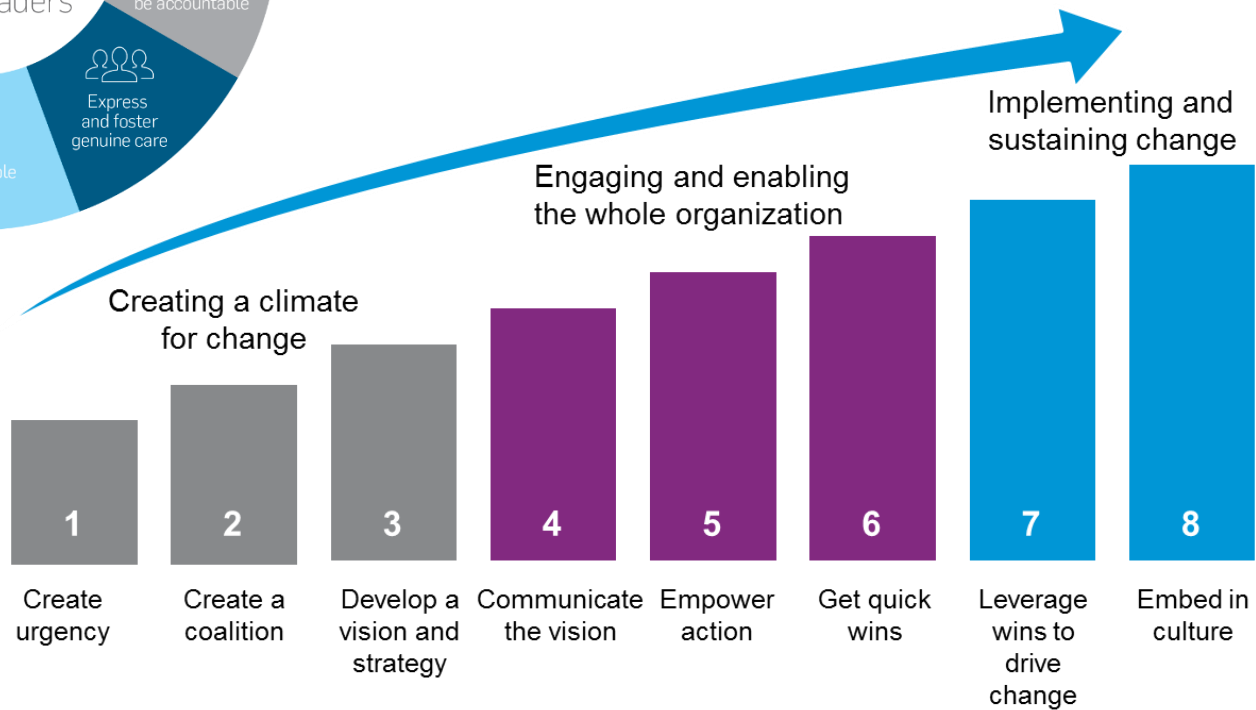 be accountable
Express
and foster
genuine care
Implementing and
sustaining change
Engaging and enabling
the whole organization
Creating a climate
for change
1
2
3
4
5
6
7
8
Create
urgency
Create a
coalition
Develop a
vision and
strategy
Communicate
the vision
Empower
action
Get quick
wins
Leverage
wins to
drive
change
Embed in
culture